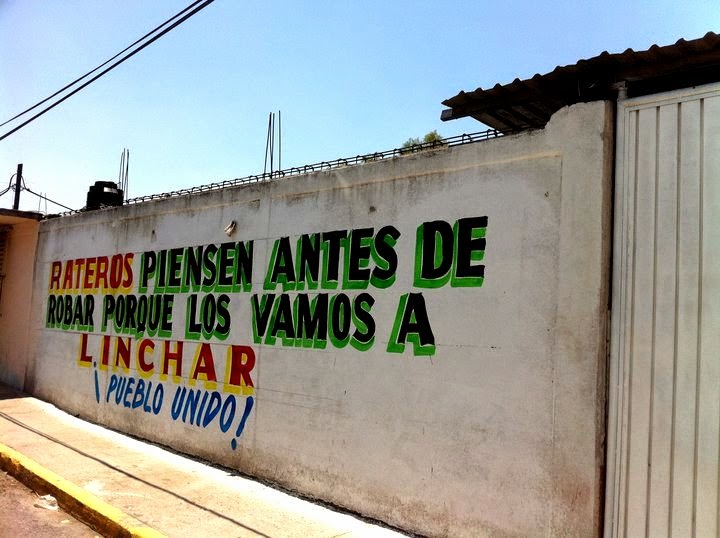 RATEROS PIENSEN ANTES DE
ROBAR PORQUE LOS VAMOS A
LINCHAR
¡PUEBLO UNIDO!